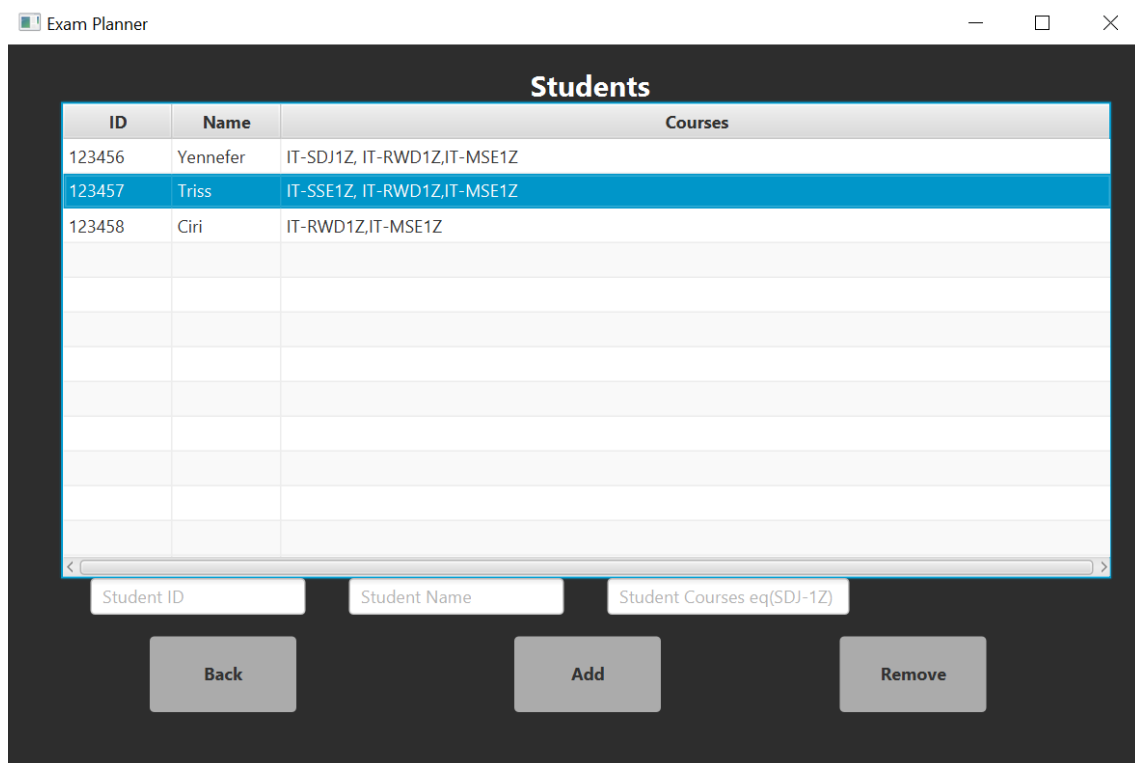 Exam Planner
Students
ID Name Courses
123456 Yennefer IT-SDJ1Z, IT-RWD1Z,IT-MSE1Z
123457 Triss IT-SSE1Z, IT-RWD1Z,IT-MSE1Z
123458 Ciri IT-RWD1Z,IT-MSE1Z
Student ID Student Name Student Courses eq(SDJ-1Z)
Back Add Remove